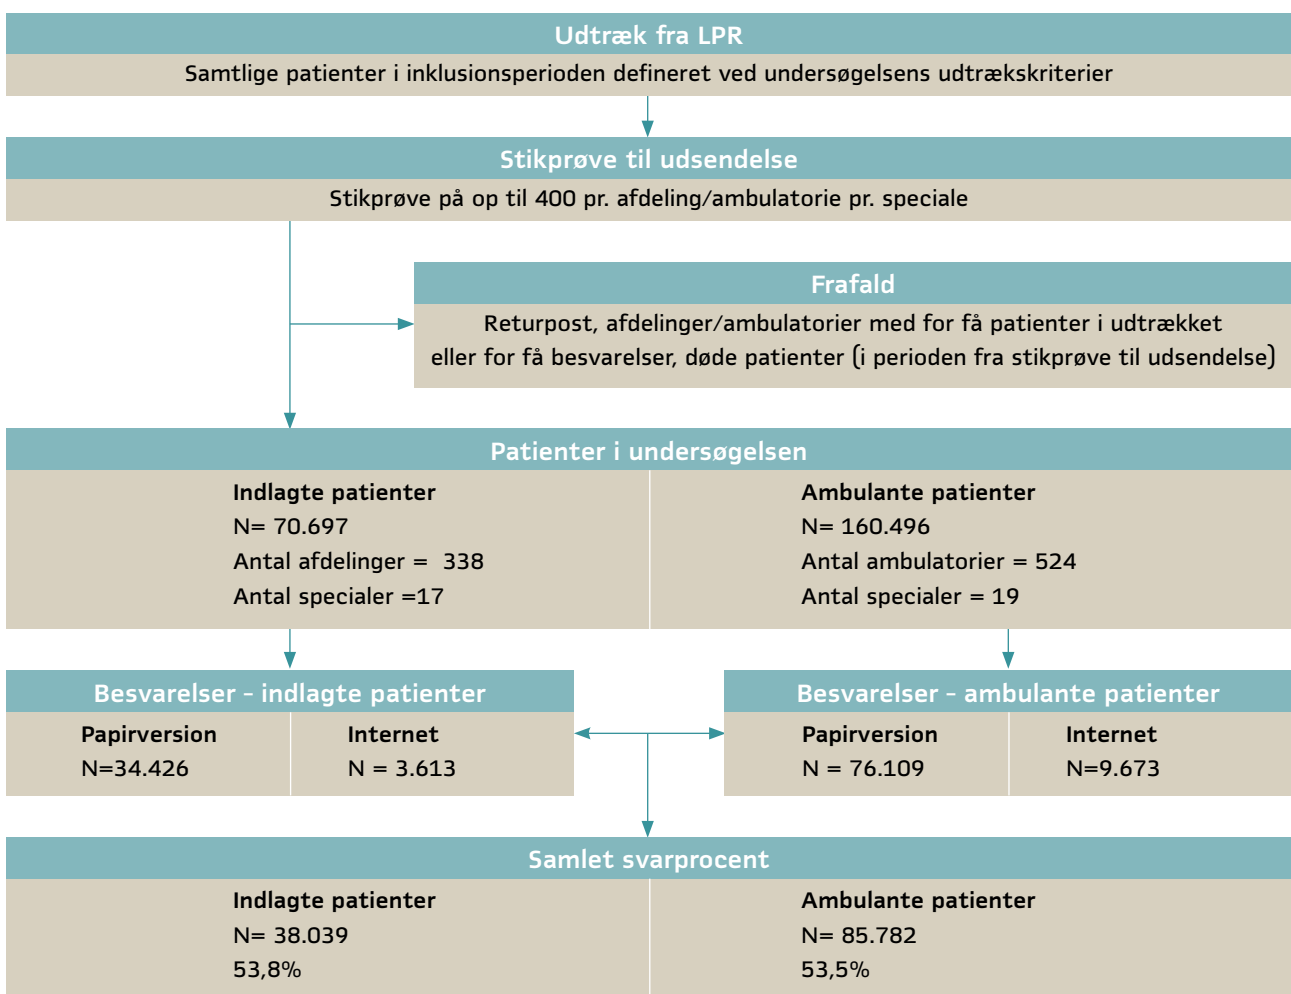 Udtræk fra LPR
Samtlige patienter i inklusionsperioden defineret ved undersøgelsens udtrækskriterier
Stikprøve til udsendelse
Stikprøve på op til 400 pr. afdeling/ambulatorie pr. speciale
Frafald
Returpost, afdelinger/ambulatorier med for få patienter i udtrækket
eller for få besvarelser, døde patienter (i perioden fra stikprøve til udsendelse)
Patienter i undersøgelsen
Indlagte patienter
N= 70.697
Antal afdelinger = 338
Antal specialer =17
Ambulante patienter
N= 160.496
Antal ambulatorier = 524
Antal specialer = 19
Besvarelser - indlagte patienter
Papirversion
N=34.426
Internet
N = 3.613
Besvarelser - ambulante patienter
Papirversion
N = 76.109
Internet
N=9.673
Samlet svarprocent
Indlagte patienter
N= 38.039
53,8%
Ambulante patienter
N= 85.782
53,5%